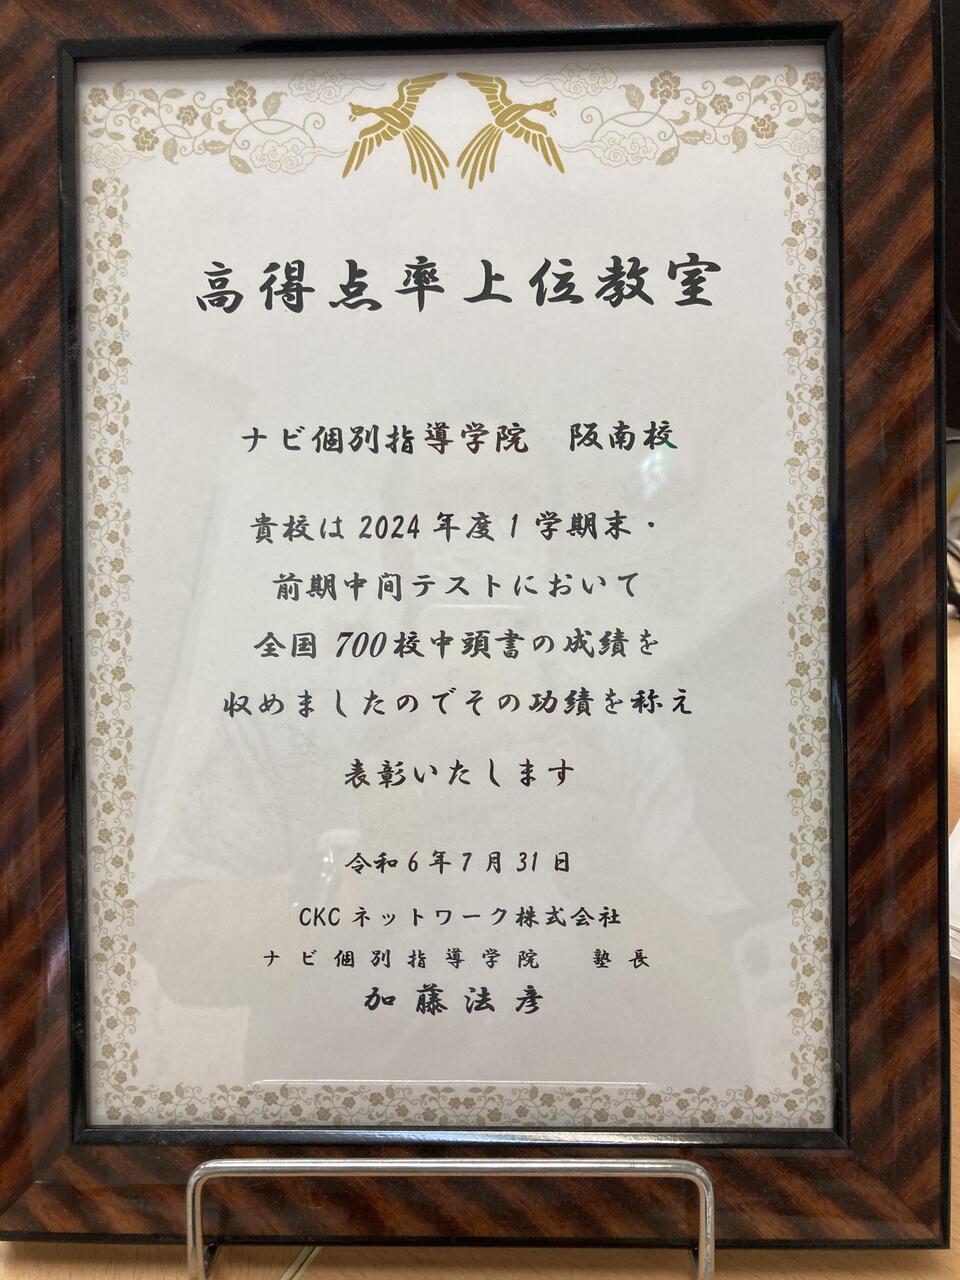 高得点率上位教室
ナビ個別指導学院　阪南校
貴校は2024年度1学期末・
前期中間テストにおいて
全国700校中頭書の成績を
収めましたのでその功績を称え
表彰いたします
令和6年7月31日
CKCネットワーク株式会社
ナビ個別指導学院　塾長
加藤法彦